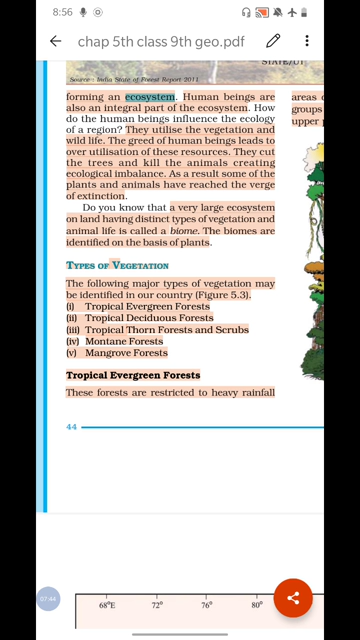 8:56
chap 5th class 9th geo.pdf
STATE/UT
Source : India State of Forest Report 2011
forming an ecosystem. Human beings are
also an integral part of the ecosystem. How
do the human beings influence the ecology
of a region? They utilise the vegetation and
wild life. The greed of human beings leads to
over utilisation of these resources. They cut
the trees and kill the animals creating
ecological imbalance. As a result some of the
plants and animals have reached the verge
of extinction.
Do you know that a very large ecosystem
on land having distinct types of vegetation and
animal life is called a biome. The biomes are
identified on the basis of plants.
TYPES OF VEGETATION
The following major types of vegetation may
be identified in our country (Figure 5.3).
(i) Tropical Evergreen Forests
(ii) Tropical Deciduous Forests
(iii) Tropical Thorn Forests and Scrubs
(iv) Montane Forests
(v) Mangrove Forests
Tropical Evergreen Forests
These forests are restricted to heavy rainfall
44
areas
groups
upper
07:44
68°E 72° 76° 80°